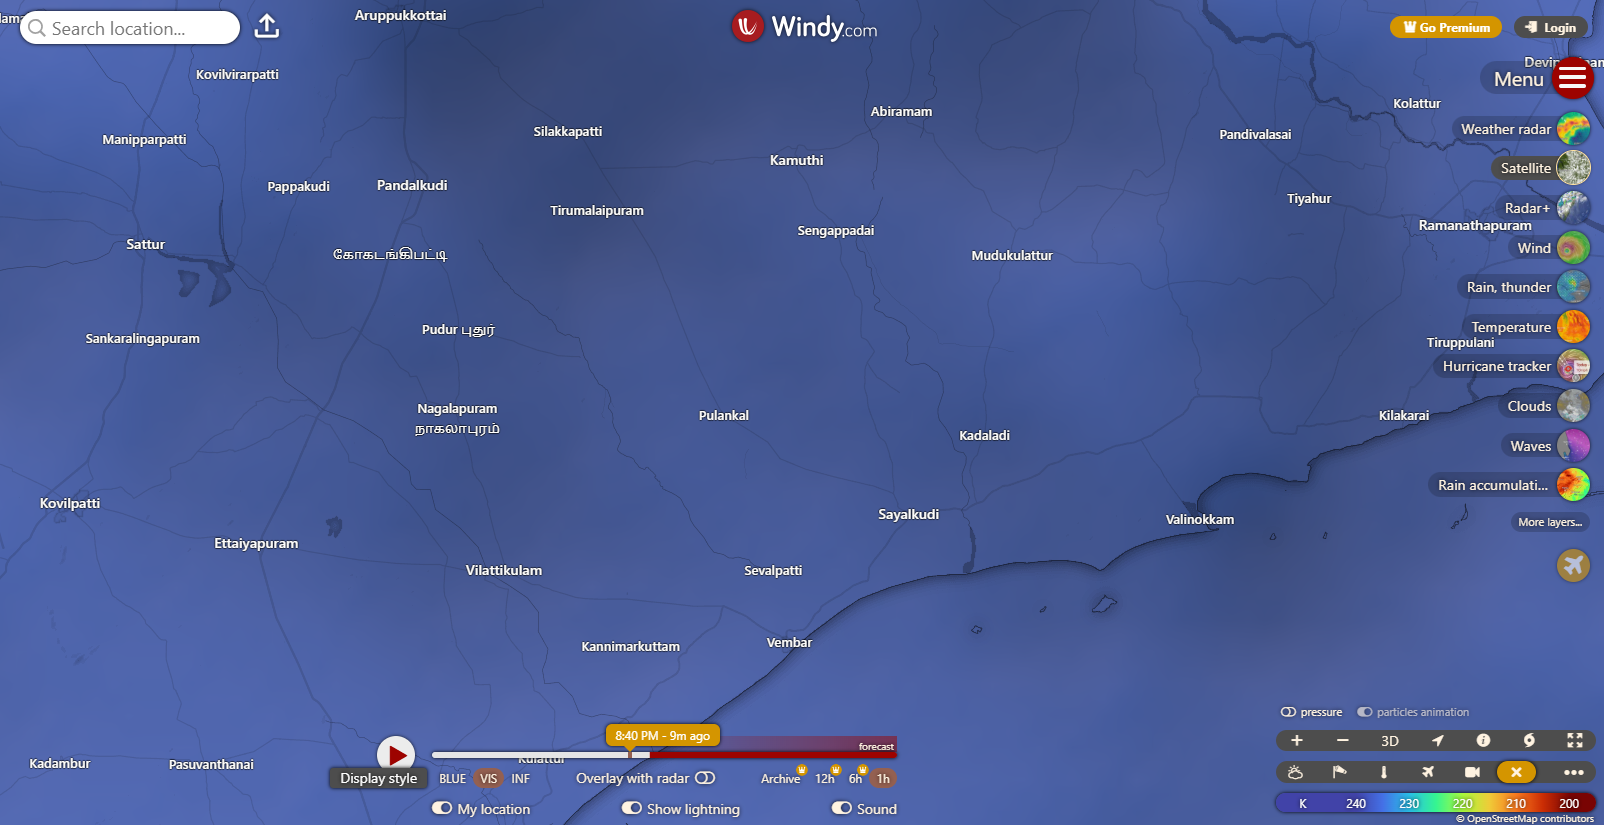 Search location...
Windy.com
Go Premium
Login
Menu
Aruppukkottai
Kovilvirarpatti
Manipparpatti
Silakkapatti
Abiramam
Kamuthi
Pandivalasai
Kolattur
Pappakudi
Pandalkudi
Tirumalaipuram
Sengappadai
Tiyahur
Ramanathapuram
Sattur
கோகடங்கிபட்டி
Mudukulattur
Sankaralingapuram
Pudur புதுர்
Tiruppulani
Nagalapuram
நாகலாபுரம்
Pulankal
Kadaladi
Kilakarai
Kovilpatti
Sayalkudi
Valinokkam
Ettaiyapuram
Vilattikulam
Sevalpatti
Kannimarkuttam
Vembar
Kadambur
Pasuvanthanai
Weather radar
Satellite
Radar+
Wind
Rain, thunder
Temperature
Hurricane tracker
Clouds
Waves
Rain accumulati...
More layers...
8:40 PM - 9m ago
forecast
Display style
BLUE VIS INF
Overlay with radar
Archive 12h 6h 1h
My location
Show lightning
Sound
pressure
particles animation
3D
K 240 230 220 210 200
© OpenStreetMap contributors